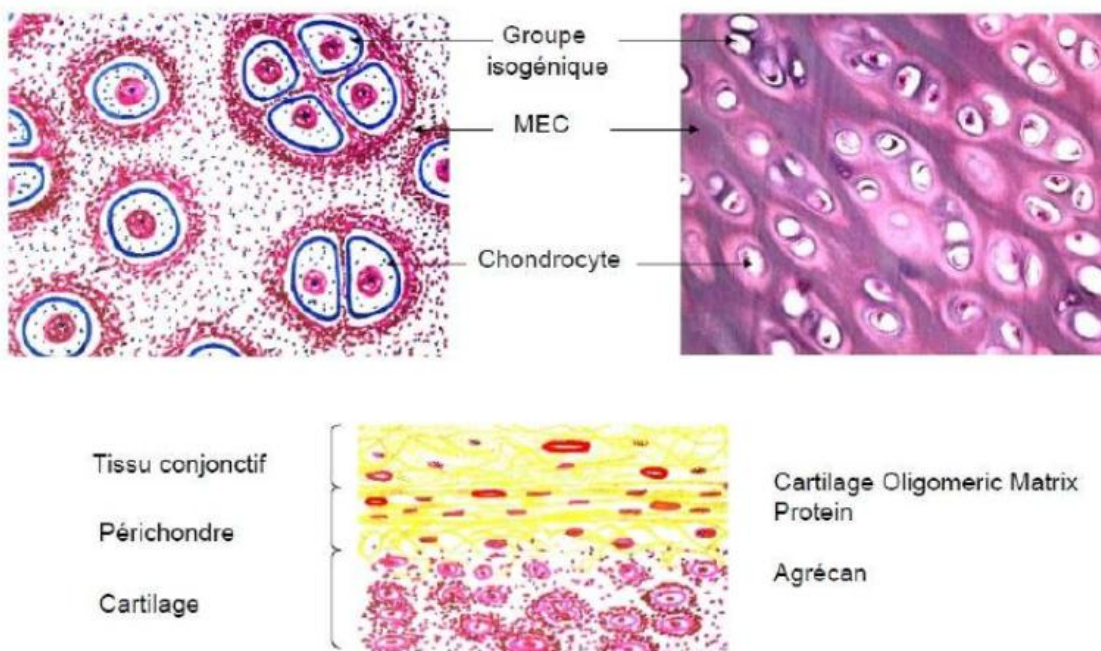 Groupe
isogénique
MEC
Chondrocyte
Tissu conjonctif
Périchondre
Cartilage
Cartilage Oligomeric Matrix
Protein
Agrécan